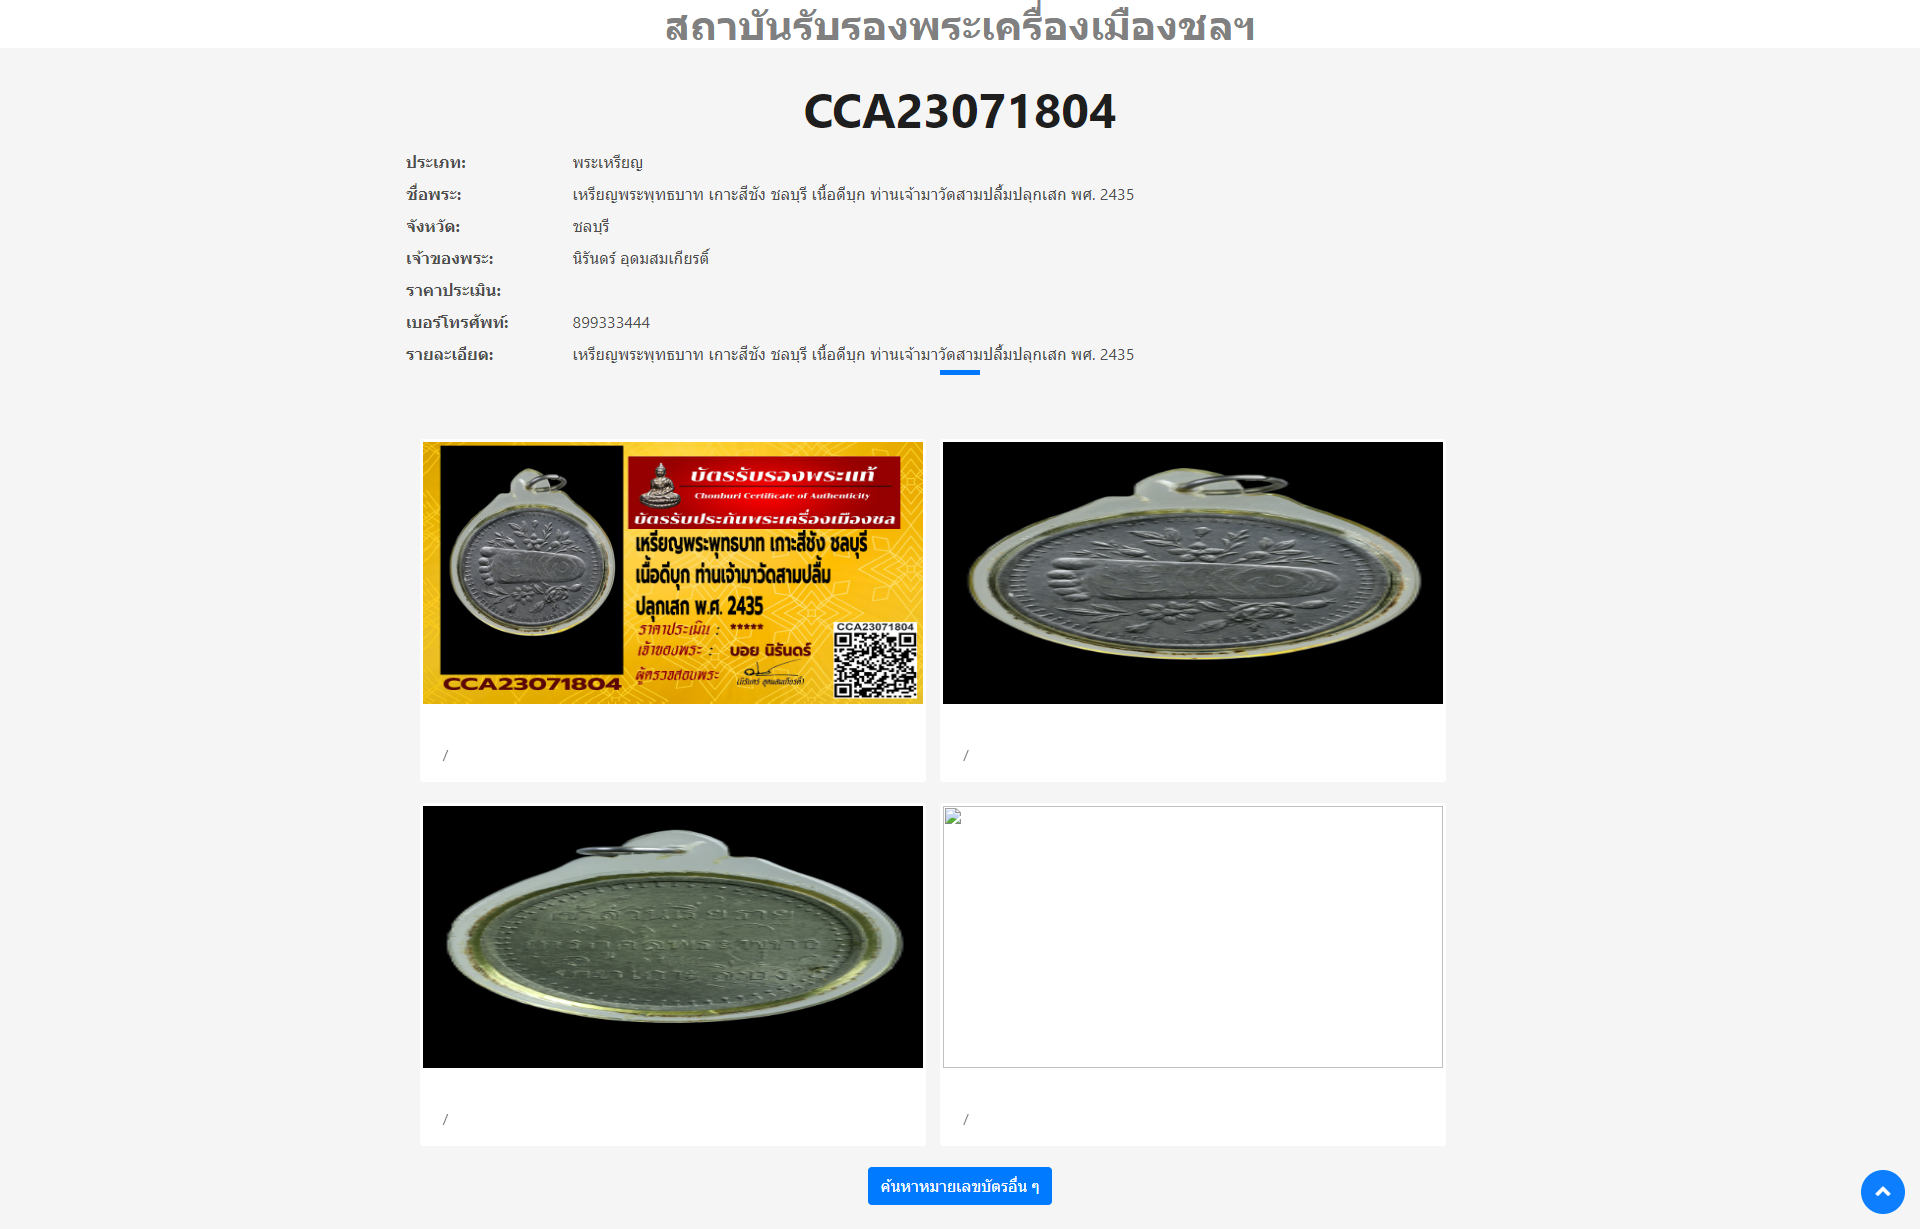 สถาบันรับรองพระเครื่องเมืองชลฯ
CCA23071804
ประเภท: พระเหรียญ
ชื่อพระ: เหรียญพระพุทธบาท เกาะสีชัง ชลบุรี เนื้อดีบุก ท่านเจ้ามาวัดสามปลื้มปลุกเสก พศ. 2435
จังหวัด: ชลบุรี
เจ้าของพระ: นิรันดร์ อุดมสมเกียรติ์
ราคาประเมิน:
เบอร์โทรศัพท์: 899333444
รายละเอียด: เหรียญพระพุทธบาท เกาะสีชัง ชลบุรี เนื้อดีบุก ท่านเจ้ามาวัดสามปลื้มปลุกเสก พศ. 2435
บัตรรับรองพระแท้
Chonburi Certificate of Authenticity
บัตรรับประกันพระเครื่องเมืองชล
เหรียญพระพุทธบาท เกาะสีชัง ชลบุรี
เนื้อดีบุก ท่านเจ้ามาวัดสามปลื้ม
ปลุกเสก พ.ศ. 2435
ราคาประเมิน : *****
เจ้าของพระ : บอย นิรันดร์
ผู้ตรวจสอบพระ
CCA23071804
CCA23071804
/
/
/
/
ค้นหาหมายเลขบัตรอื่น ๆ